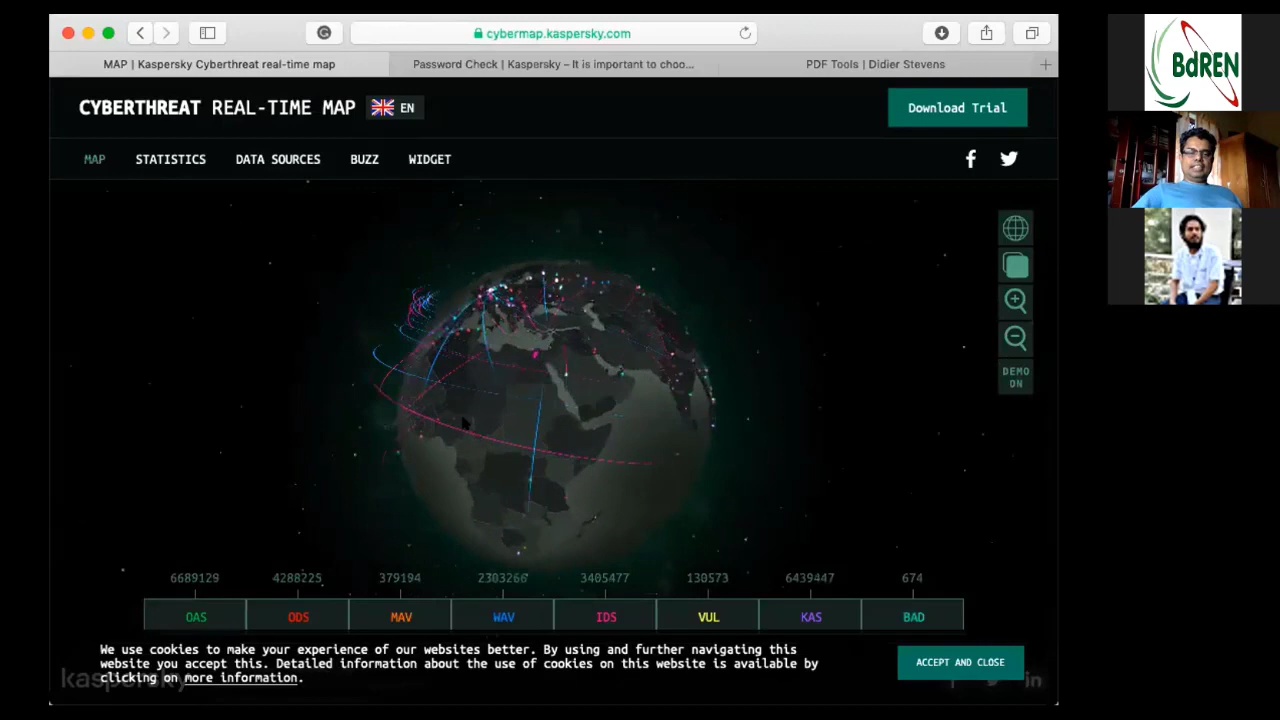 cybermap.kaspersky.com
MAP | Kaspersky Cyberthreat real-time map
Password Check | Kaspersky – It is important to choo...
PDF Tools | Didier Stevens
CYBERTHREAT REAL-TIME MAP
EN
Download Trial
MAP
STATISTICS
DATA SOURCES
BUZZ
WIDGET
DEMO
ON
6689129
4288225
379194
2303266
3405477
130573
6439447
674
OAS
ODS
MAV
WAV
IDS
VUL
KAS
BAD
We use cookies to make your experience of our websites better. By using and further navigating this
website you accept this. Detailed information about the use of cookies on this website is available by
clicking on more information.
ACCEPT AND CLOSE
kaspersky
BdREN